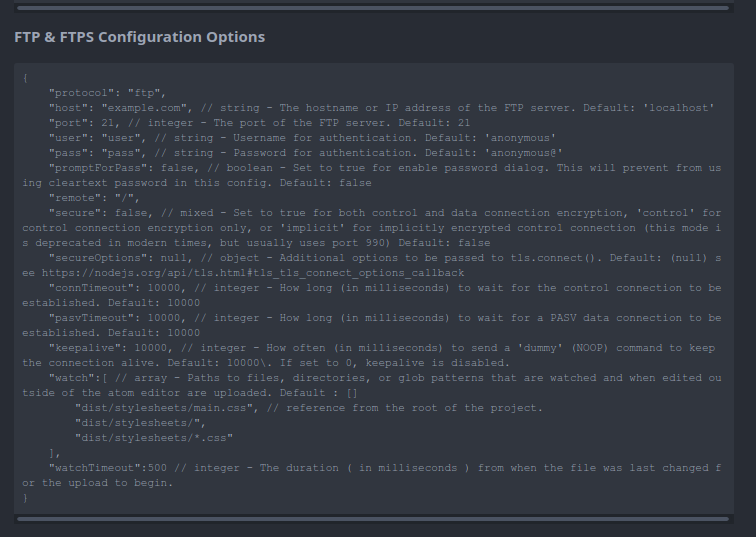 FTP & FTPS Configuration Options
{
    "protocol": "ftp",
    "host": "example.com", // string - The hostname or IP address of the FTP server. Default: 'localhost'
    "port": 21, // integer - The port of the FTP server. Default: 21
    "user": "user", // string - Username for authentication. Default: 'anonymous'
    "pass": "pass", // string - Password for authentication. Default: 'anonymous@'
    "promptForPass": false, // boolean - Set to true for enable password dialog. This will prevent from us
ing cleartext password in this config. Default: false
    "remote": "/",
    "secure": false, // mixed - Set to true for both control and data connection encryption, 'control' for
control connection encryption only, or 'implicit' for implicitly encrypted control connection (this mode i
s deprecated in modern times, but usually uses port 990) Default: false
    "secureOptions": null, // object - Additional options to be passed to tls.connect(). Default: (null) s
ee https://nodejs.org/api/tls.html#tls_tls_connect_options_callback
    "connTimeout": 10000, // integer - How long (in milliseconds) to wait for the control connection to be
established. Default: 10000
    "pasvTimeout": 10000, // integer - How long (in milliseconds) to wait for a PASV data connection to be
established. Default: 10000
    "keepalive": 10000, // integer - How often (in milliseconds) to send a 'dummy' (NOOP) command to keep
the connection alive. Default: 10000\. If set to 0, keepalive is disabled.
    "watch":[ // array - Paths to files, directories, or glob patterns that are watched and when edited ou
tside of the atom editor are uploaded. Default : []
        "dist/stylesheets/main.css", // reference from the root of the project.
        "dist/stylesheets/",
        "dist/stylesheets/*.css"
    ],
    "watchTimeout":500 // integer - The duration ( in milliseconds ) from when the file was last changed f
or the upload to begin.
}